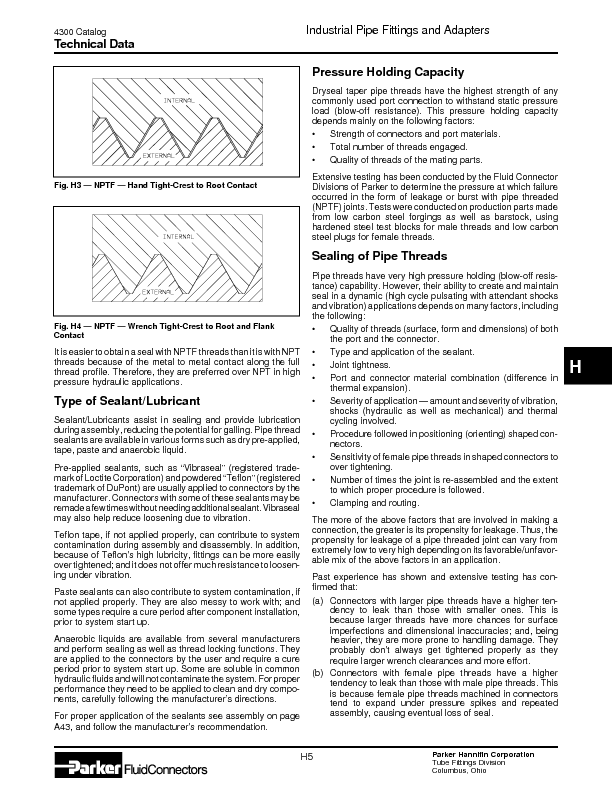 4300 Catalog
Technical Data
Industrial Pipe Fittings and Adapters
INTERNAL
EXTERNAL
Fig. H3 — NPTF — Hand Tight-Crest to Root Contact
INTERNAL
EXTERNAL
Fig. H4 — NPTF — Wrench Tight-Crest to Root and Flank
Contact
It is easier to obtain a seal with NPTF threads than it is with NPT
threads because of the metal to metal contact along the full
thread profile. Therefore, they are preferred over NPT in high
pressure hydraulic applications.
Type of Sealant/Lubricant
Sealant/Lubricants assist in sealing and provide lubrication
during assembly, reducing the potential for galling. Pipe thread
sealants are available in various forms such as dry pre-applied,
tape, paste and anaerobic liquid.
Pre-applied sealants, such as “Vibraseal” (registered trade-
mark of Loctite Corporation) and powdered “Teflon” (registered
trademark of DuPont) are usually applied to connectors by the
manufacturer. Connectors with some of these sealants may be
remade a few times without needing additional sealant. Vibraseal
may also help reduce loosening due to vibration.
Teflon tape, if not applied properly, can contribute to system
contamination during assembly and disassembly. In addition,
because of Teflon’s high lubricity, fittings can be more easily
over tightened; and it does not offer much resistance to loosen-
ing under vibration.
Paste sealants can also contribute to system contamination, if
not applied properly. They are also messy to work with; and
some types require a cure period after component installation,
prior to system start up.
Anaerobic liquids are available from several manufacturers
and perform sealing as well as thread locking functions. They
are applied to the connectors by the user and require a cure
period prior to system start up. Some are soluble in common
hydraulic fluids and will not contaminate the system. For proper
performance they need to be applied to clean and dry compo-
nents, carefully following the manufacturer’s directions.
For proper application of the sealants see assembly on page
A43, and follow the manufacturer’s recommendation.
Pressure Holding Capacity
Dryseal taper pipe threads have the highest strength of any
commonly used port connection to withstand static pressure
load (blow-off resistance). This pressure holding capacity
depends mainly on the following factors:
• Strength of connectors and port materials.
• Total number of threads engaged.
• Quality of threads of the mating parts.
Extensive testing has been conducted by the Fluid Connector
Divisions of Parker to determine the pressure at which failure
occurred in the form of leakage or burst with pipe threaded
(NPTF) joints. Tests were conducted on production parts made
from low carbon steel forgings as well as barstock, using
hardened steel test blocks for male threads and low carbon
steel plugs for female threads.
Sealing of Pipe Threads
Pipe threads have very high pressure holding (blow-off resis-
tance) capability. However, their ability to create and maintain
seal in a dynamic (high cycle pulsating with attendant shocks
and vibration) applications depends on many factors, including
the following:
• Quality of threads (surface, form and dimensions) of both
the port and the connector.
• Type and application of the sealant.
• Joint tightness.
• Port and connector material combination (difference in
thermal expansion).
• Severity of application — amount and severity of vibration,
shocks (hydraulic as well as mechanical) and thermal
cycling involved.
• Procedure followed in positioning (orienting) shaped con-
nectors.
• Sensitivity of female pipe threads in shaped connectors to
over tightening.
• Number of times the joint is re-assembled and the extent
to which proper procedure is followed.
• Clamping and routing.
The more of the above factors that are involved in making a
connection, the greater is its propensity for leakage. Thus, the
propensity for leakage of a pipe threaded joint can vary from
extremely low to very high depending on its favorable/unfavor-
able mix of the above factors in an application.
Past experience has shown and extensive testing has con-
firmed that:
(a) Connectors with larger pipe threads have a higher ten-
dency to leak than those with smaller ones. This is
because larger threads have more chances for surface
imperfections and dimensional inaccuracies; and, being
heavier, they are more prone to handling damage. They
probably don’t always get tightened properly as they
require larger wrench clearances and more effort.
(b) Connectors with female pipe threads have a higher
tendency to leak than those with male pipe threads. This
is because female pipe threads machined in connectors
tend to expand under pressure spikes and repeated
assembly, causing eventual loss of seal.
H
Parker FluidConnectors
H5
Parker Hannifin Corporation
Tube Fittings Division
Columbus, Ohio